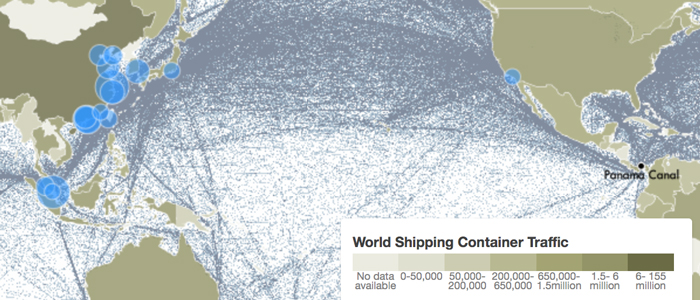 Panama Canal
World Shipping Container Traffic
No data available
0-50,000
50,000-200,000
200,000-650,000
650,000-1.5million
1.5- 6 million
6- 155 million